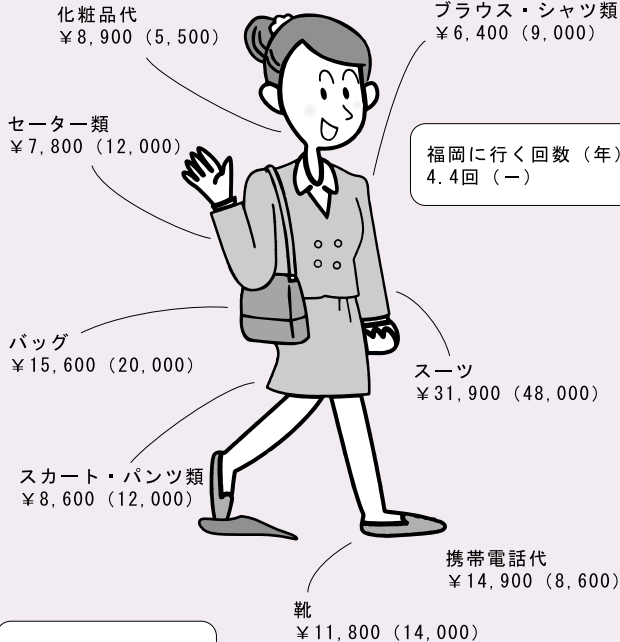 化粧品代
￥8,900（5,500）
ブラウス・シャツ類
￥6,400（9,000）
セーター類
￥7,800（12,000）
福岡に行く回数（年）
4.4回（ー）
バッグ
￥15,600（20,000）
スーツ
￥31,900（48,000）
スカート・パンツ類
￥8,600（12,000）
携帯電話代
￥14,900（8,600）
靴
￥11,800（14,000）